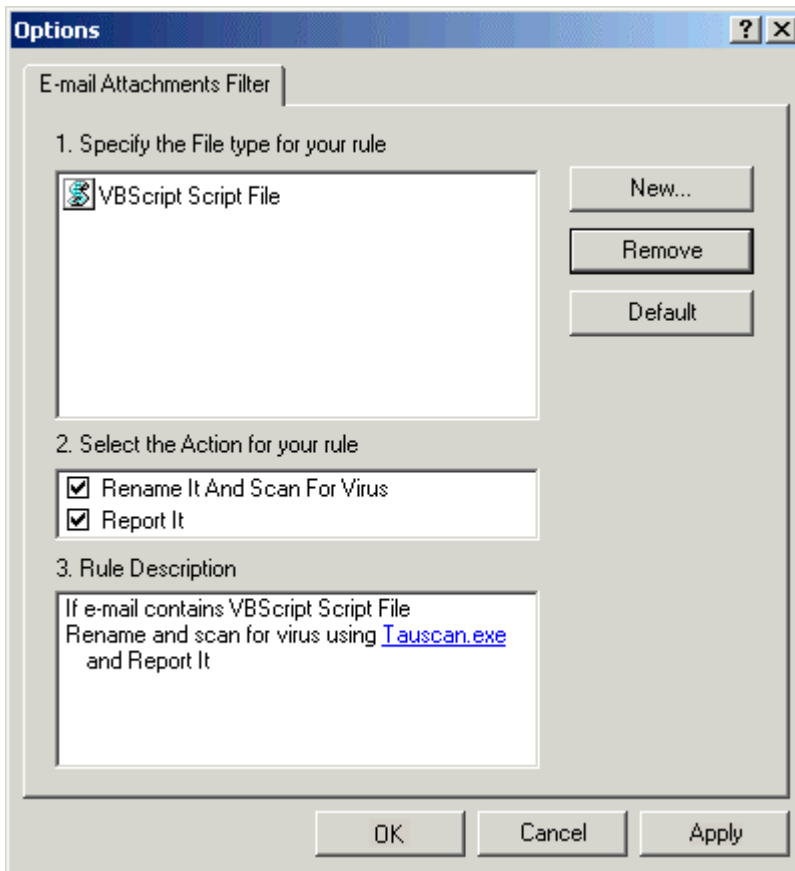 Options
E-mail Attachments Filter
1. Specify the File type for your rule
VBScript Script File
New...
Remove
Default
2. Select the Action for your rule
Rename It And Scan For Virus
Report It
3. Rule Description
If e-mail contains VBScript Script File
Rename and scan for virus using Tauscan.exe
and Report It
OK
Cancel
Apply